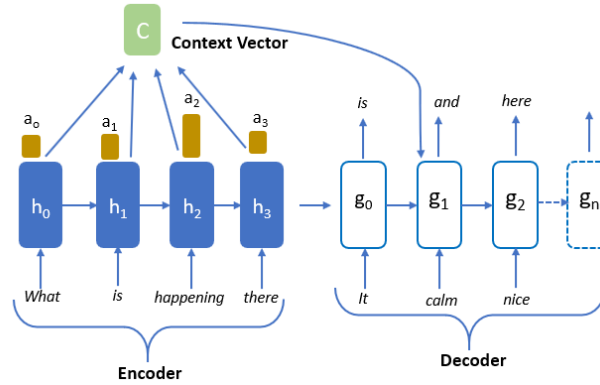 C
Context Vector
a₀ a₁ a₂ a₃
is and here
h₀ h₁ h₂ h₃ g₀ g₁ g₂ gₙ
What is happening there It calm nice
Encoder Decoder